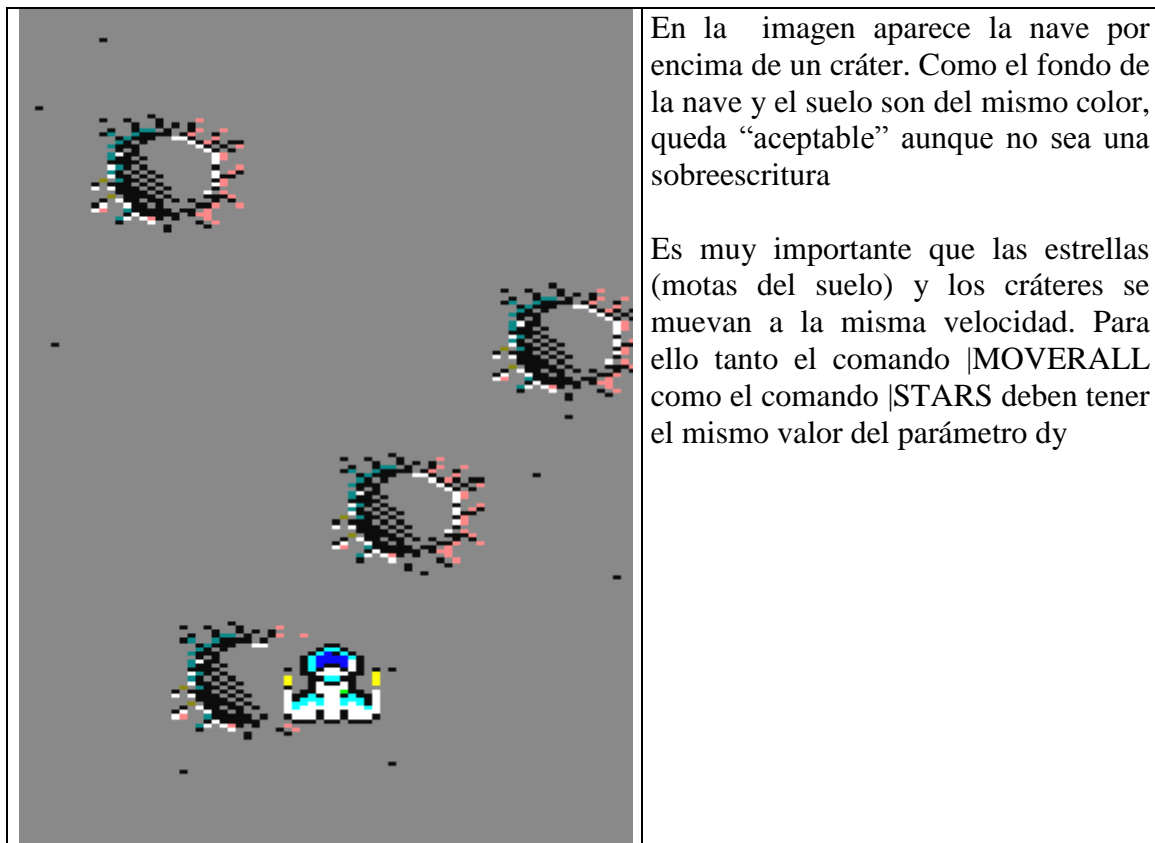 En la imagen aparece la nave por
encima de un cráter. Como el fondo de
la nave y el suelo son del mismo color,
queda “aceptable” aunque no sea una
sobreescritura
Es muy importante que las estrellas
(motas del suelo) y los cráteres se
muevan a la misma velocidad. Para
ello tanto el comando |MOVERALL
como el comando |STARS deben tener
el mismo valor del parámetro dy